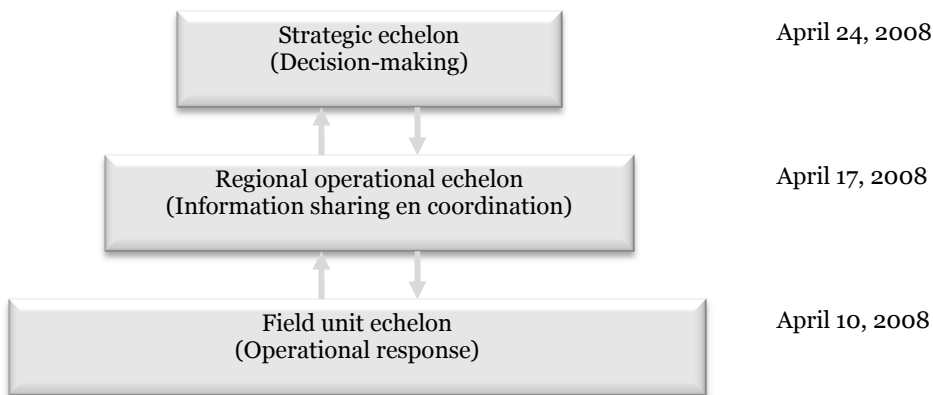 Strategic echelon
(Decision-making)
April 24, 2008
Regional operational echelon
(Information sharing en coordination)
April 17, 2008
Field unit echelon
(Operational response)
April 10, 2008